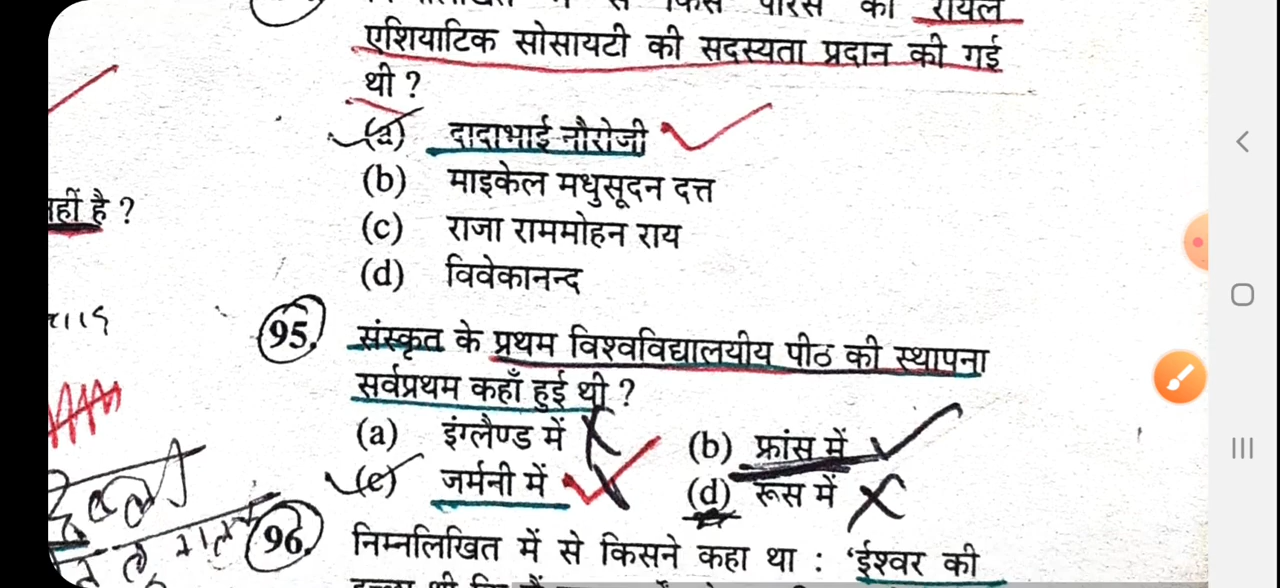 एशियाटिक सोसायटी की सदस्यता प्रदान की गई
थी ?
(a) दादाभाई नौरोजी
(b) माइकेल मधुसूदन दत्त
(c) राजा राममोहन राय
(d) विवेकानन्द
हीं है ?
95. संस्कृत के प्रथम विश्वविद्यालयीय पीठ की स्थापना
सर्वप्रथम कहाँ हुई थी ?
(a) इंग्लैण्ड में (b) फ्रांस में
(c) जर्मनी में (d) रूस में
96. निम्नलिखित में से किसने कहा था : ‘ईश्वर की